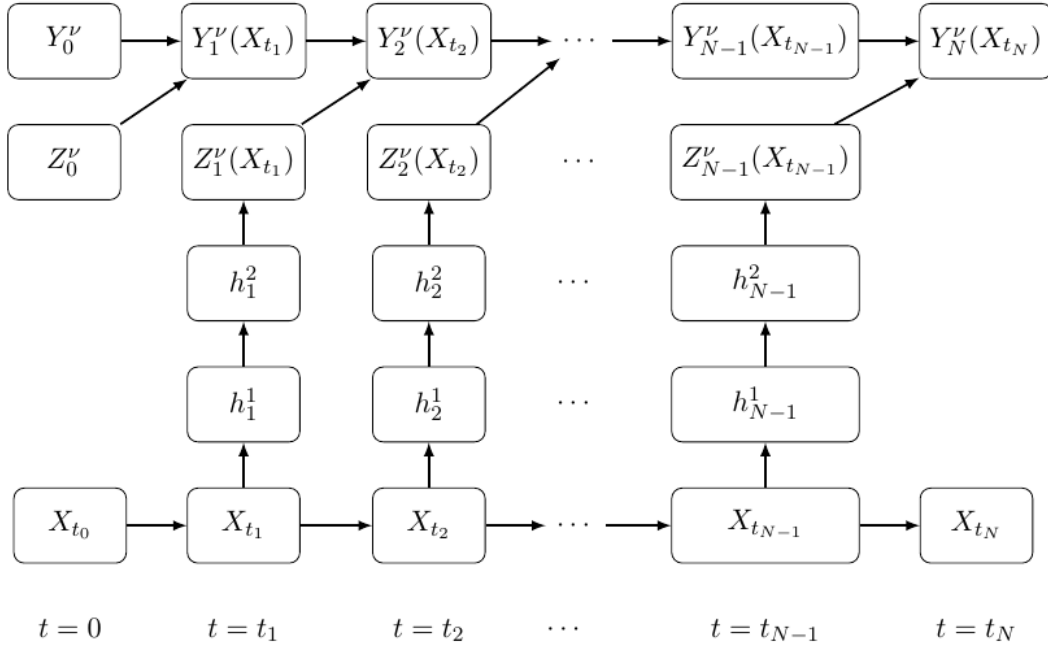 Y_0^ν Y_1^ν(X_{t_1}) Y_2^ν(X_{t_2}) ··· Y_{N−1}^ν(X_{t_{N−1}}) Y_N^ν(X_{t_N})
Z_0^ν Z_1^ν(X_{t_1}) Z_2^ν(X_{t_2}) ··· Z_{N−1}^ν(X_{t_{N−1}})
h_1^2 h_2^2 ··· h_{N−1}^2
h_1^1 h_2^1 ··· h_{N−1}^1
X_{t_0} X_{t_1} X_{t_2} ··· X_{t_{N−1}} X_{t_N}
t = 0 t = t_1 t = t_2 ··· t = t_{N−1} t = t_N